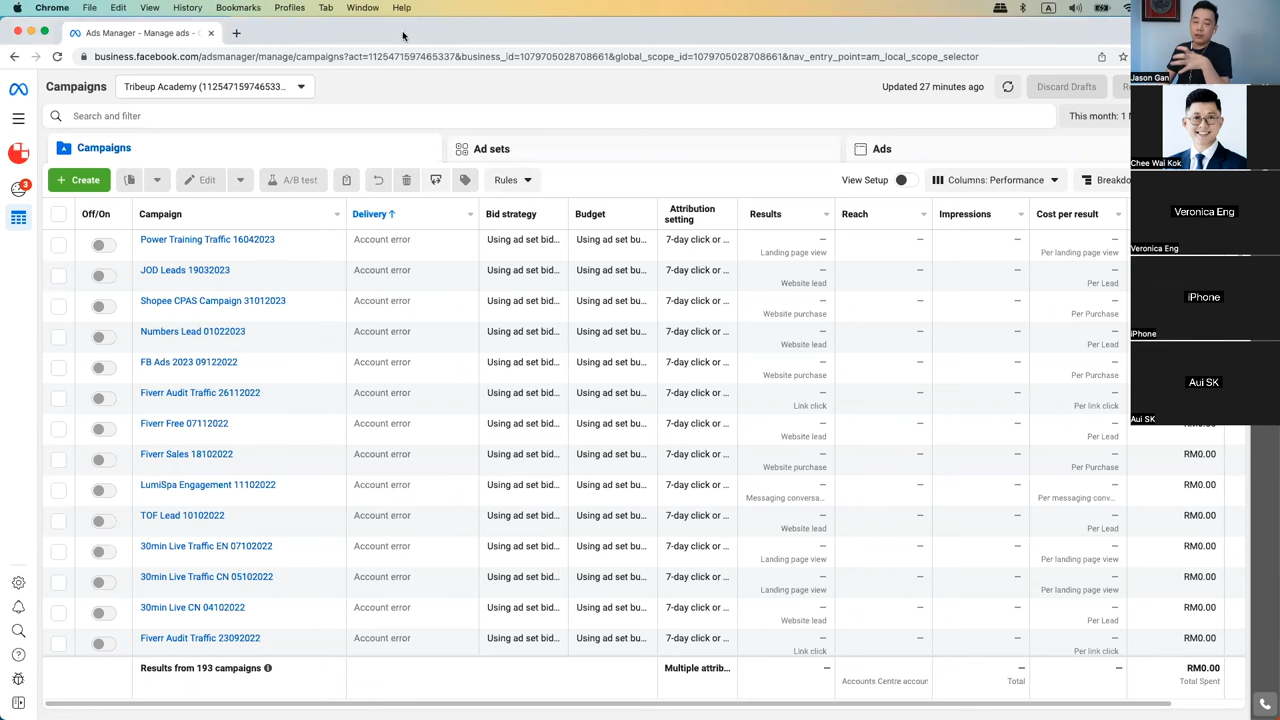 Chrome File Edit View History Bookmarks Profiles Tab Window Help
Ads Manager - Manage ads - C
business.facebook.com/adsmanager/manage/campaigns?act=112547159746533​7&business_id=1079705028708661&global_scope_id=1079705028708661&nav_entry_point=am_local_scope_selector
Campaigns Tribeup Academy (112547159746533... Updated 27 minutes ago Discard Drafts
Search and filter This month: 1
Campaigns Ad sets Ads
+ Create Edit A/B test Rules View Setup Columns: Performance Breakdo
Off/On Campaign Delivery ↑ Bid strategy Budget Attribution setting Results Reach Impressions Cost per result
Power Training Traffic 16042023 Account error Using ad set bid... Using ad set bu... 7-day click or ... — — — —
Landing page view Per landing page view
JOD Leads 19032023 Account error Using ad set bid... Using ad set bu... 7-day click or ... — — — —
Website lead Per Lead
Shopee CPAS Campaign 31012023 Account error Using ad set bid... Using ad set bu... 7-day click or ... — — — —
Website purchase Per Purchase
Numbers Lead 01022023 Account error Using ad set bid... Using ad set bu... 7-day click or ... — — — —
Website lead Per Lead
FB Ads 2023 09122022 Account error Using ad set bid... Using ad set bu... 7-day click or ... — — — —
Website purchase Per Purchase
Fiverr Audit Traffic 26112022 Account error Using ad set bid... Using ad set bu... 7-day click or ... — — — —
Link click Per link click
Fiverr Free 07112022 Account error Using ad set bid... Using ad set bu... 7-day click or ... — — — — RM0.00
Website lead Per Lead
Fiverr Sales 18102022 Account error Using ad set bid... Using ad set bu... 7-day click or ... — — — — RM0.00
Website purchase Per Purchase
LumiSpa Engagement 11102022 Account error Using ad set bid... Using ad set bu... 7-day click or ... — — — — RM0.00
Messaging conversa... Per messaging conv...
TOF Lead 10102022 Account error Using ad set bid... Using ad set bu... 7-day click or ... — — — — RM0.00
Website lead Per Lead
30min Live Traffic EN 07102022 Account error Using ad set bid... Using ad set bu... 7-day click or ... — — — — RM0.00
Landing page view Per landing page view
30min Live Traffic CN 05102022 Account error Using ad set bid... Using ad set bu... 7-day click or ... — — — — RM0.00
Landing page view Per landing page view
30min Live CN 04102022 Account error Using ad set bid... Using ad set bu... 7-day click or ... — — — — RM0.00
Website lead Per Lead
Fiverr Audit Traffic 23092022 Account error Using ad set bid... Using ad set bu... 7-day click or ... — — — — RM0.00
Link click Per link click
Results from 193 campaigns Multiple attrib... — — — — RM0.00
Accounts Centre accoun Total Total Spent
3
A
Jason Gan
Chee Wai Kok
Veronica Eng
Veronica Eng
iPhone
iPhone
Aui SK
Aui SK